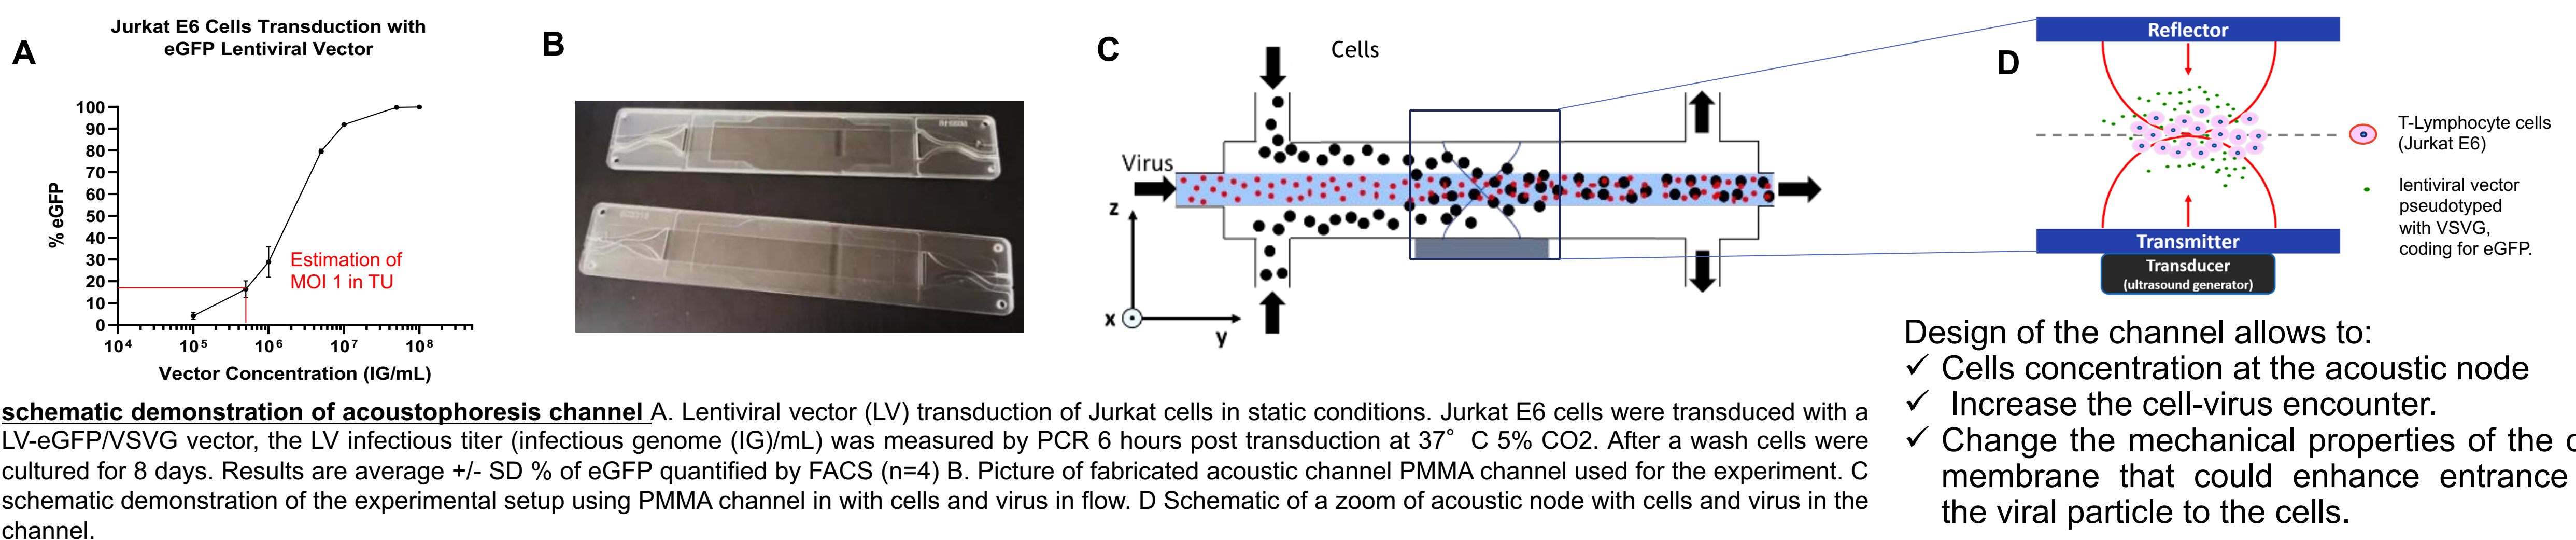 A
Jurkat E6 Cells Transduction with
eGFP Lentiviral Vector
% eGFP
100
90
80
70
60
50
40
30
20
10
0
10⁴ 10⁵ 10⁶ 10⁷ 10⁸
Vector Concentration (IG/mL)
Estimation of
MOI 1 in TU
B
C
Cells
Virus
z
x
y
D
Reflector
Transmitter
Transducer
(ultrasound generator)
T-Lymphocyte cells
(Jurkat E6)
lentiviral vector
pseudotyped
with VSVG,
coding for eGFP.
Design of the channel allows to:
✓ Cells concentration at the acoustic node
✓ Increase the cell-virus encounter.
✓ Change the mechanical properties of the
membrane that could enhance entrance
the viral particle to the cells.
schematic demonstration of acoustophoresis channel A. Lentiviral vector (LV) transduction of Jurkat cells in static conditions. Jurkat E6 cells were transduced with a
LV-eGFP/VSVG vector, the LV infectious titer (infectious genome (IG)/mL) was measured by PCR 6 hours post transduction at 37° C 5% CO2. After a wash cells were
cultured for 8 days. Results are average +/- SD % of eGFP quantified by FACS (n=4) B. Picture of fabricated acoustic channel PMMA channel used for the experiment. C
schematic demonstration of the experimental setup using PMMA channel in with cells and virus in flow. D Schematic of a zoom of acoustic node with cells and virus in the
channel.